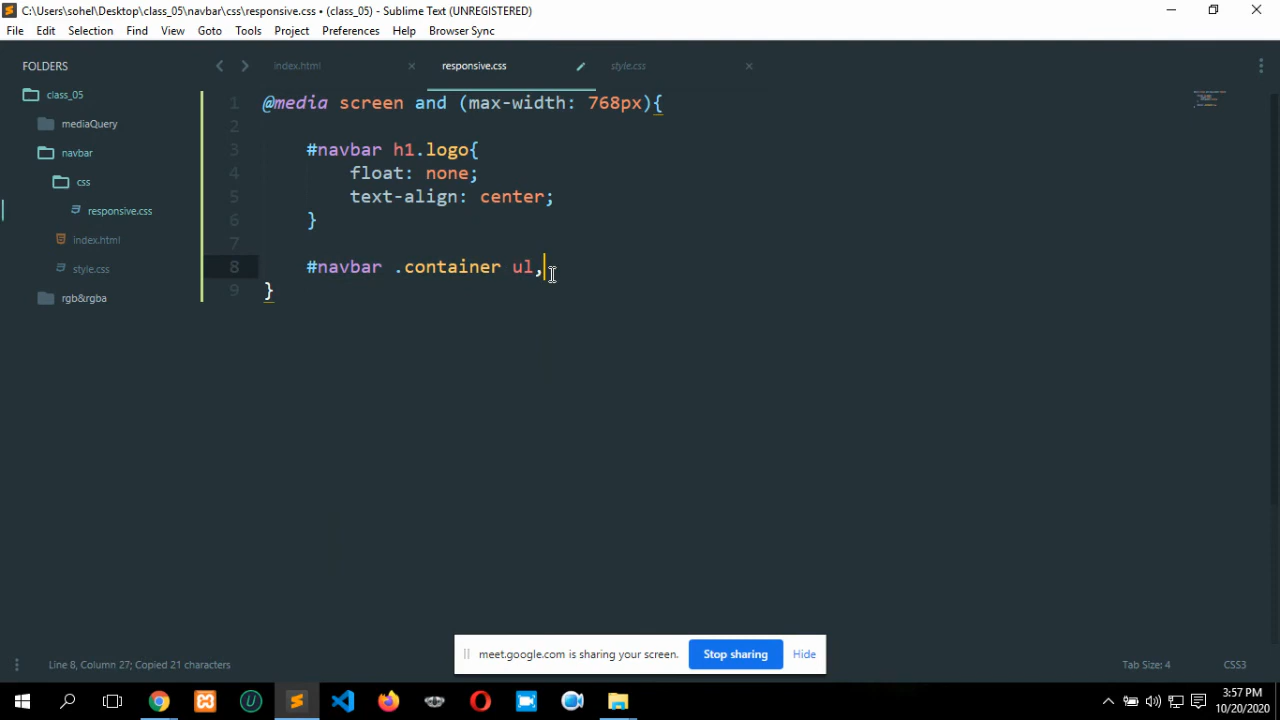 C:\Users\sohel\Desktop\class_05\navbar\css\responsive.css • (class_05) - Sublime Text (UNREGISTERED)
File Edit Selection Find View Goto Tools Project Preferences Help Browser Sync
FOLDERS
class_05
mediaQuery
navbar
css
responsive.css
index.html
style.css
rgb&rgba
index.html responsive.css style.css
1 @media screen and (max-width: 768px){
2
3 #navbar h1.logo{
4 float: none;
5 text-align: center;
6 }
7
8 #navbar .container ul,
9 }
meet.google.com is sharing your screen. Stop sharing Hide
Line 8, Column 27; Copied 21 characters Tab Size: 4 CSS3
3:57 PM
10/20/2020